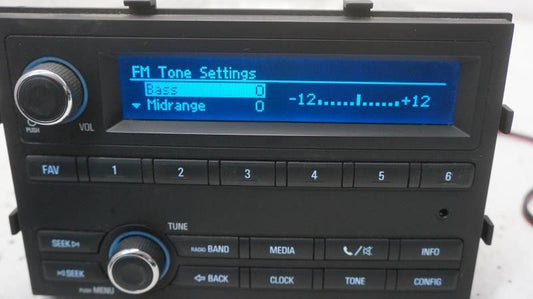 FM Tone Settings
Bass 0
Midrange 0
-12 +12
PUSH
VOL
FAV 1 2 3 4 5 6
TUNE
SEEK RADIO BAND MEDIA INFO
SEEK BACK CLOCK TONE CONFIG
PUSH MENU